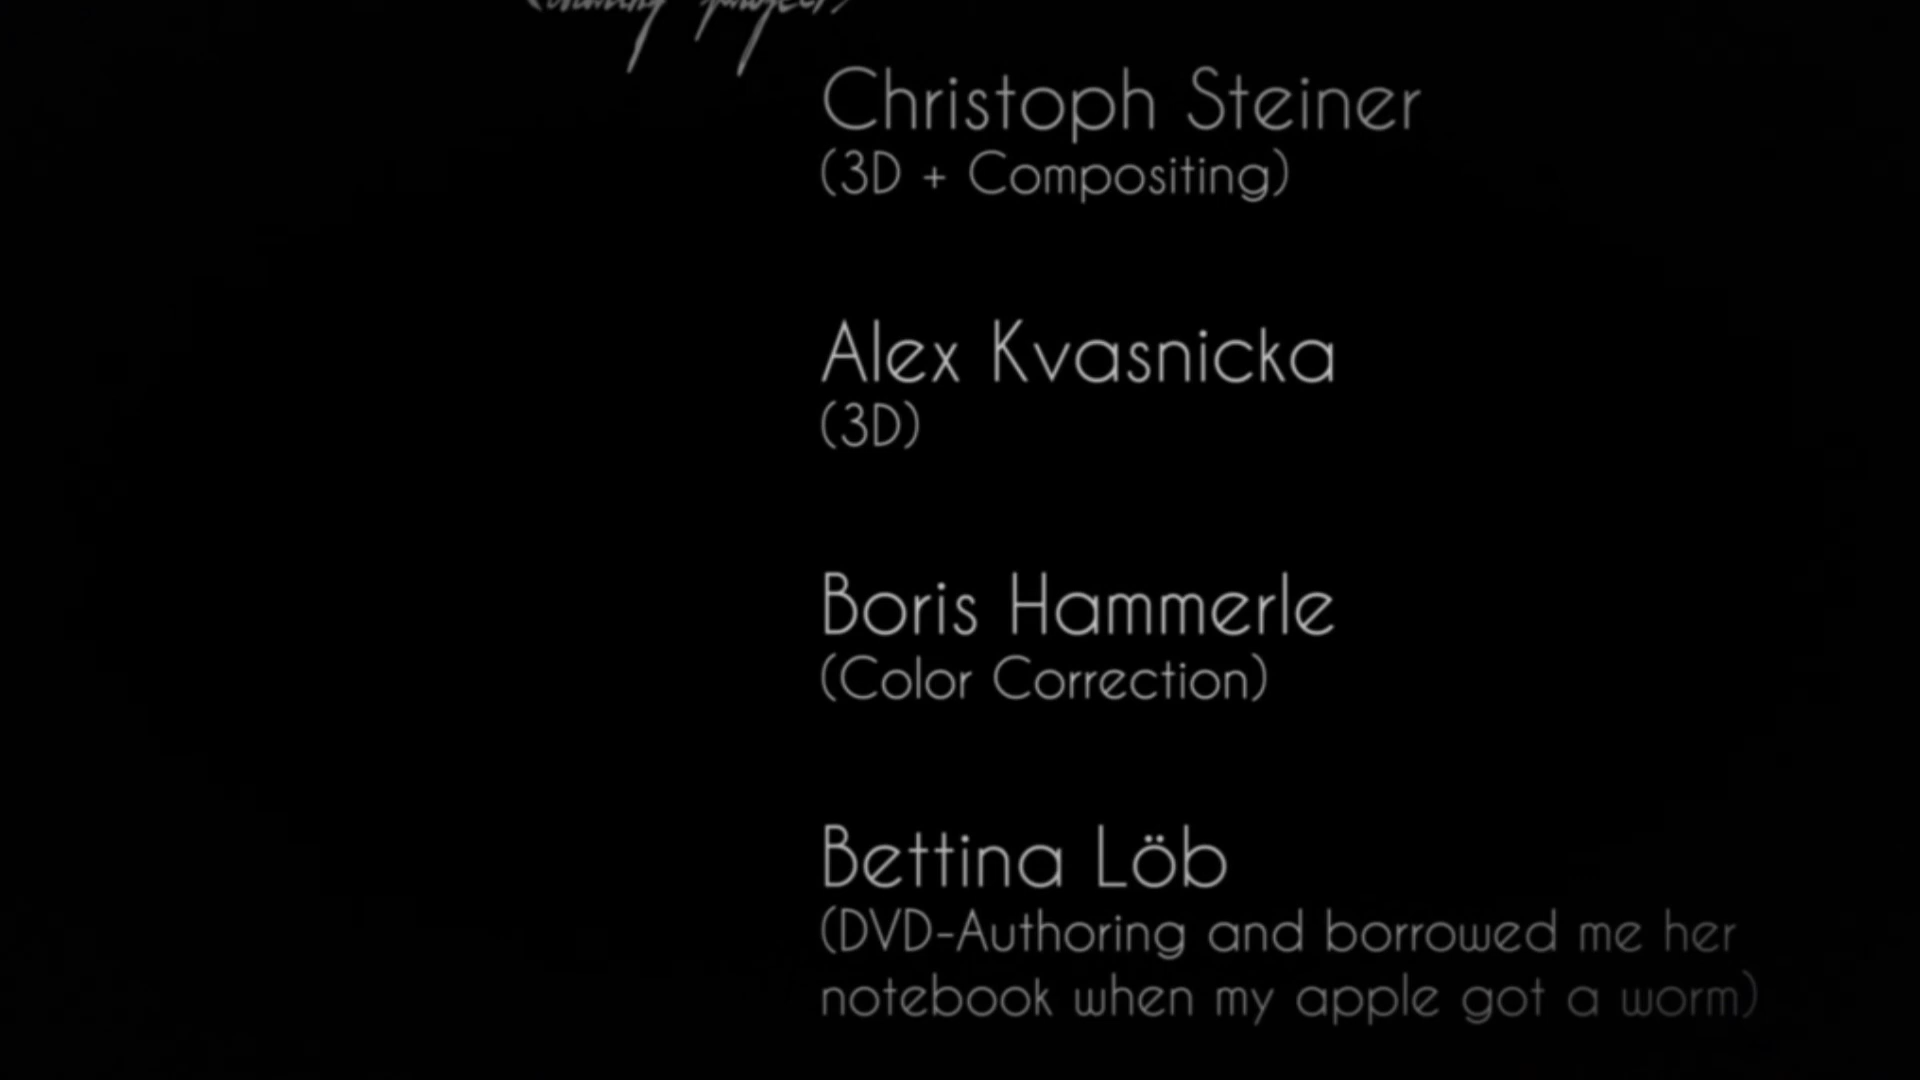 project)
Christoph Steiner
(3D + Compositing)
Alex Kvasnicka
(3D)
Boris Hammerle
(Color Correction)
Bettina Löb
(DVD-Authoring and borrowed me her
notebook when my apple got a worm)